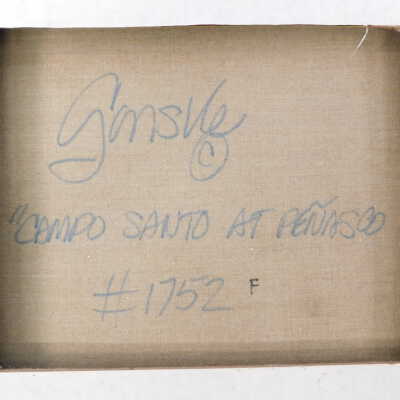 Gonske
©
"CAMPO SANTO AT PEÑASCO
#1752 F